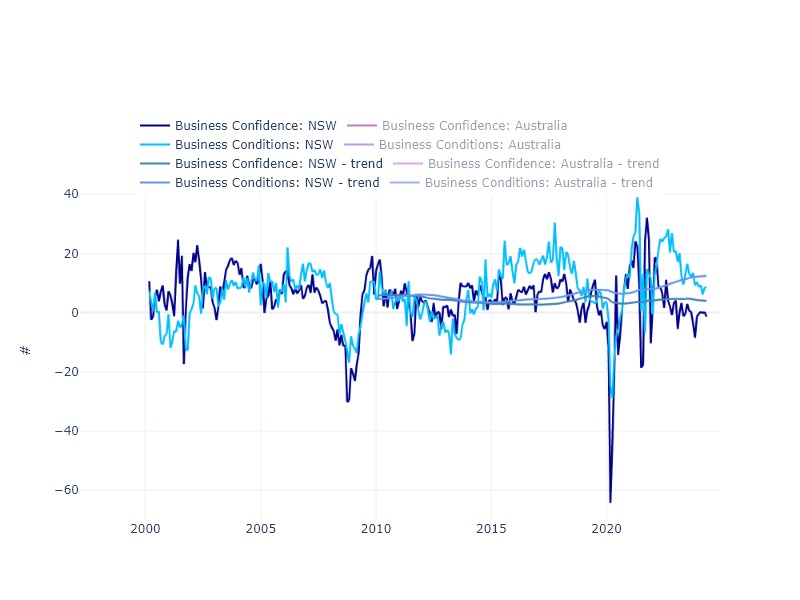 Business Confidence: NSW Business Confidence: Australia
Business Conditions: NSW Business Conditions: Australia
Business Confidence: NSW - trend Business Confidence: Australia - trend
Business Conditions: NSW - trend Business Conditions: Australia - trend
40
20
0
−20
−40
−60
#
2000 2005 2010 2015 2020